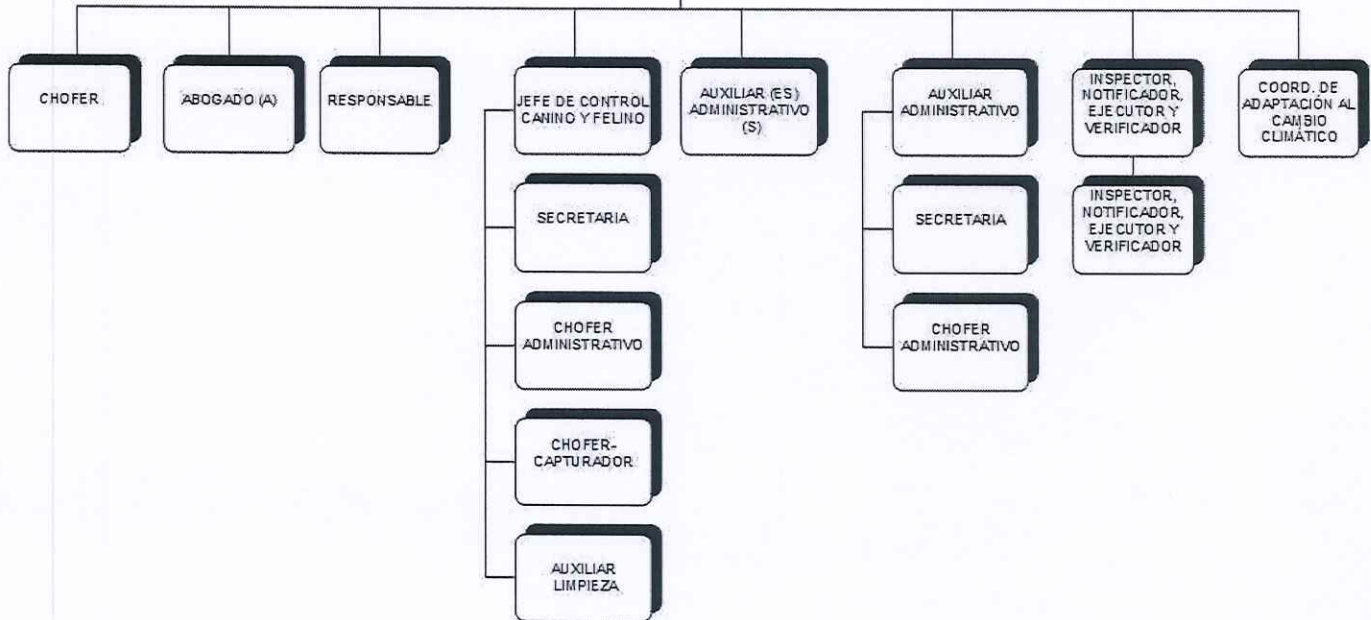 CHOFER
ABOGADO (A)
RESPONSABLE
JEFE DE CONTROL
CANINO Y FELINO
AUXILIAR (ES)
ADMINISTRATIVO
(S)
AUXILIAR
ADMINISTRATIVO
INSPECTOR,
NOTIFICADOR,
EJECUTOR Y
VERIFICADOR
COORD. DE
ADAPTACIÓN AL
CAMBIO
CLIMÁTICO
SECRETARIA
SECRETARIA
INSPECTOR,
NOTIFICADOR,
EJECUTOR Y
VERIFICADOR
CHOFER
ADMINISTRATIVO
CHOFER
ADMINISTRATIVO
CHOFER-
CAPTURADOR
AUXILIAR
LIMPIEZA